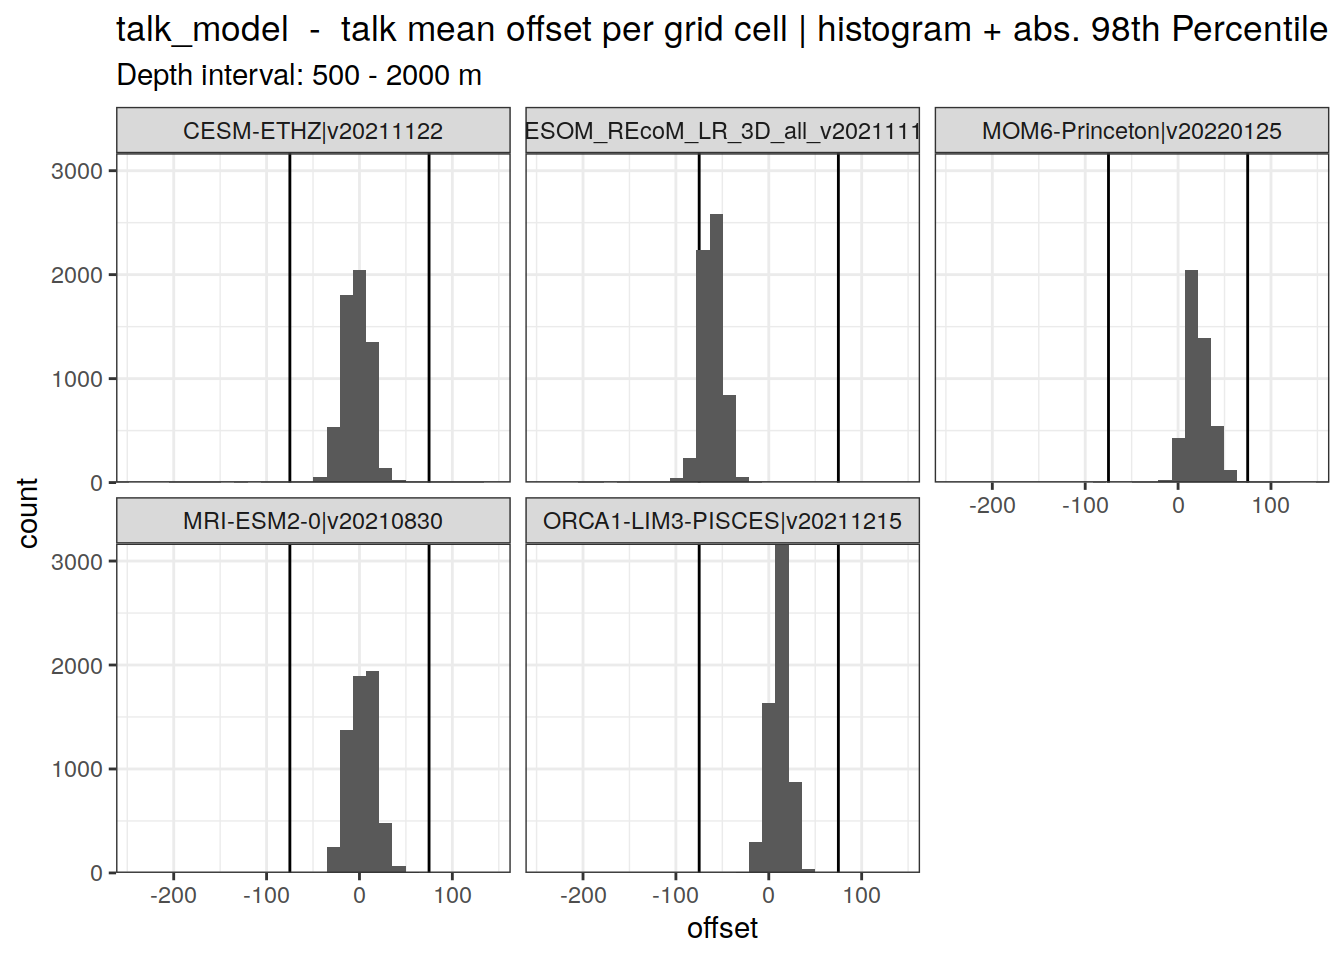 talk_model  -  talk mean offset per grid cell | histogram + abs. 98th Percentile
Depth interval: 500 - 2000 m
CESM-ETHZ|v20211122
ESOM_REcoM_LR_3D_all_v2021111
MOM6-Princeton|v20220125
3000
2000
1000
0
-200 -100 0 100
MRI-ESM2-0|v20210830
ORCA1-LIM3-PISCES|v20211215
3000
2000
1000
0
-200 -100 0 100
-200 -100 0 100
count
offset